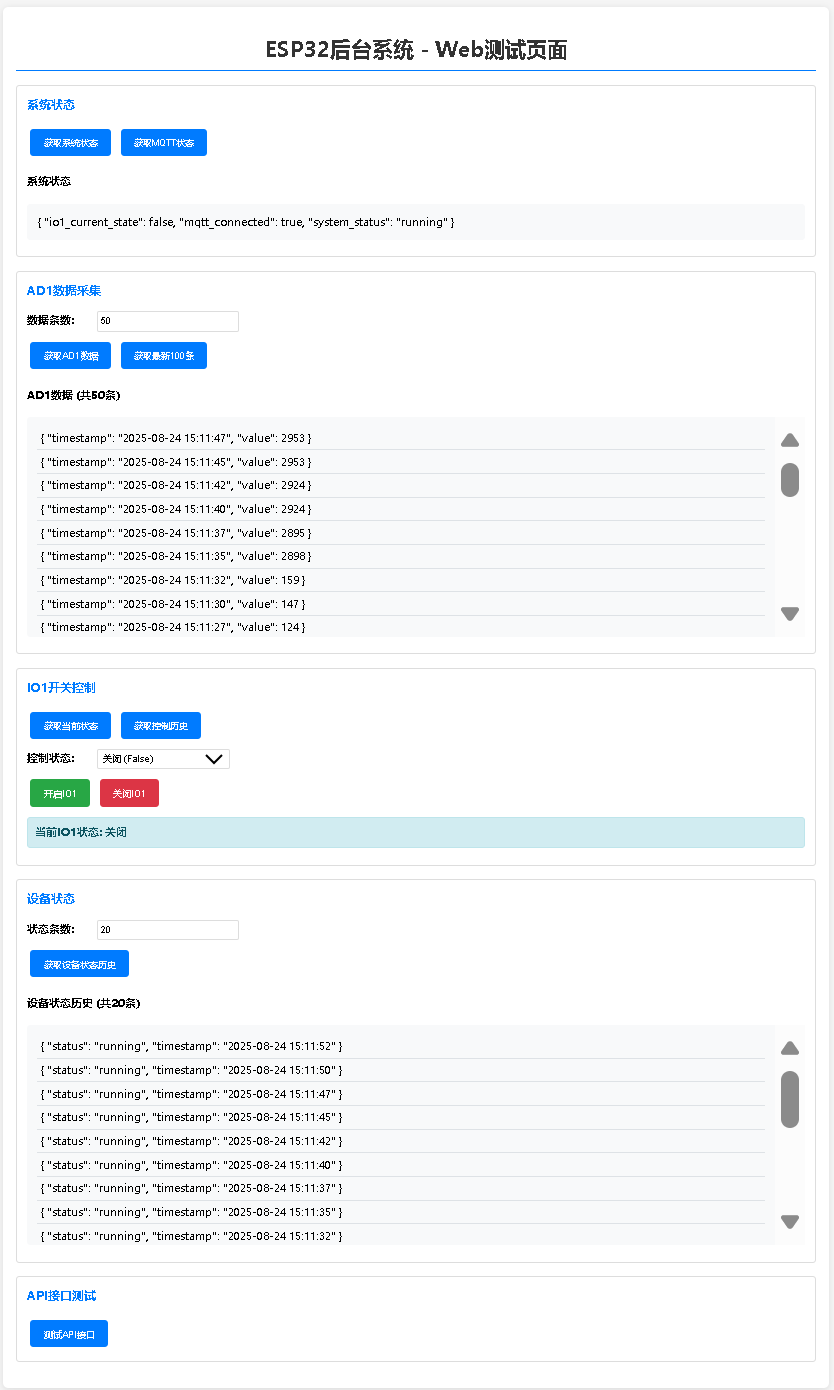 ESP32后台系统 - Web测试页面
系统状态
获取系统状态 获取MQTT状态
系统状态
{ "io1_current_state": false, "mqtt_connected": true, "system_status": "running" }
AD1数据采集
数据条数: 50
获取AD1数据 获取最新100条
AD1数据 (共50条)
{ "timestamp": "2025-08-24 15:11:47", "value": 2953 }
{ "timestamp": "2025-08-24 15:11:45", "value": 2953 }
{ "timestamp": "2025-08-24 15:11:42", "value": 2924 }
{ "timestamp": "2025-08-24 15:11:40", "value": 2924 }
{ "timestamp": "2025-08-24 15:11:37", "value": 2895 }
{ "timestamp": "2025-08-24 15:11:35", "value": 2898 }
{ "timestamp": "2025-08-24 15:11:32", "value": 159 }
{ "timestamp": "2025-08-24 15:11:30", "value": 147 }
{ "timestamp": "2025-08-24 15:11:27", "value": 124 }
IO1开关控制
获取当前状态 获取控制历史
控制状态: 关闭 (False)
开启IO1 关闭IO1
当前IO1状态: 关闭
设备状态
状态条数: 20
获取设备状态历史
设备状态历史 (共20条)
{ "status": "running", "timestamp": "2025-08-24 15:11:52" }
{ "status": "running", "timestamp": "2025-08-24 15:11:50" }
{ "status": "running", "timestamp": "2025-08-24 15:11:47" }
{ "status": "running", "timestamp": "2025-08-24 15:11:45" }
{ "status": "running", "timestamp": "2025-08-24 15:11:42" }
{ "status": "running", "timestamp": "2025-08-24 15:11:40" }
{ "status": "running", "timestamp": "2025-08-24 15:11:37" }
{ "status": "running", "timestamp": "2025-08-24 15:11:35" }
{ "status": "running", "timestamp": "2025-08-24 15:11:32" }
API接口测试
测试API接口